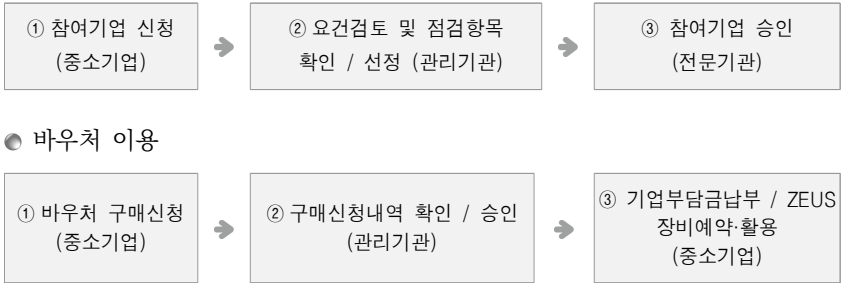 ① 참여기업 신청
(중소기업)
② 요건검토 및 점검항목
확인 / 선정 (관리기관)
③ 참여기업 승인
(전문기관)
바우처 이용
① 바우처 구매신청
(중소기업)
② 구매신청내역 확인 / 승인
(관리기관)
③ 기업부담금납부 / ZEUS
장비예약·활용
(중소기업)